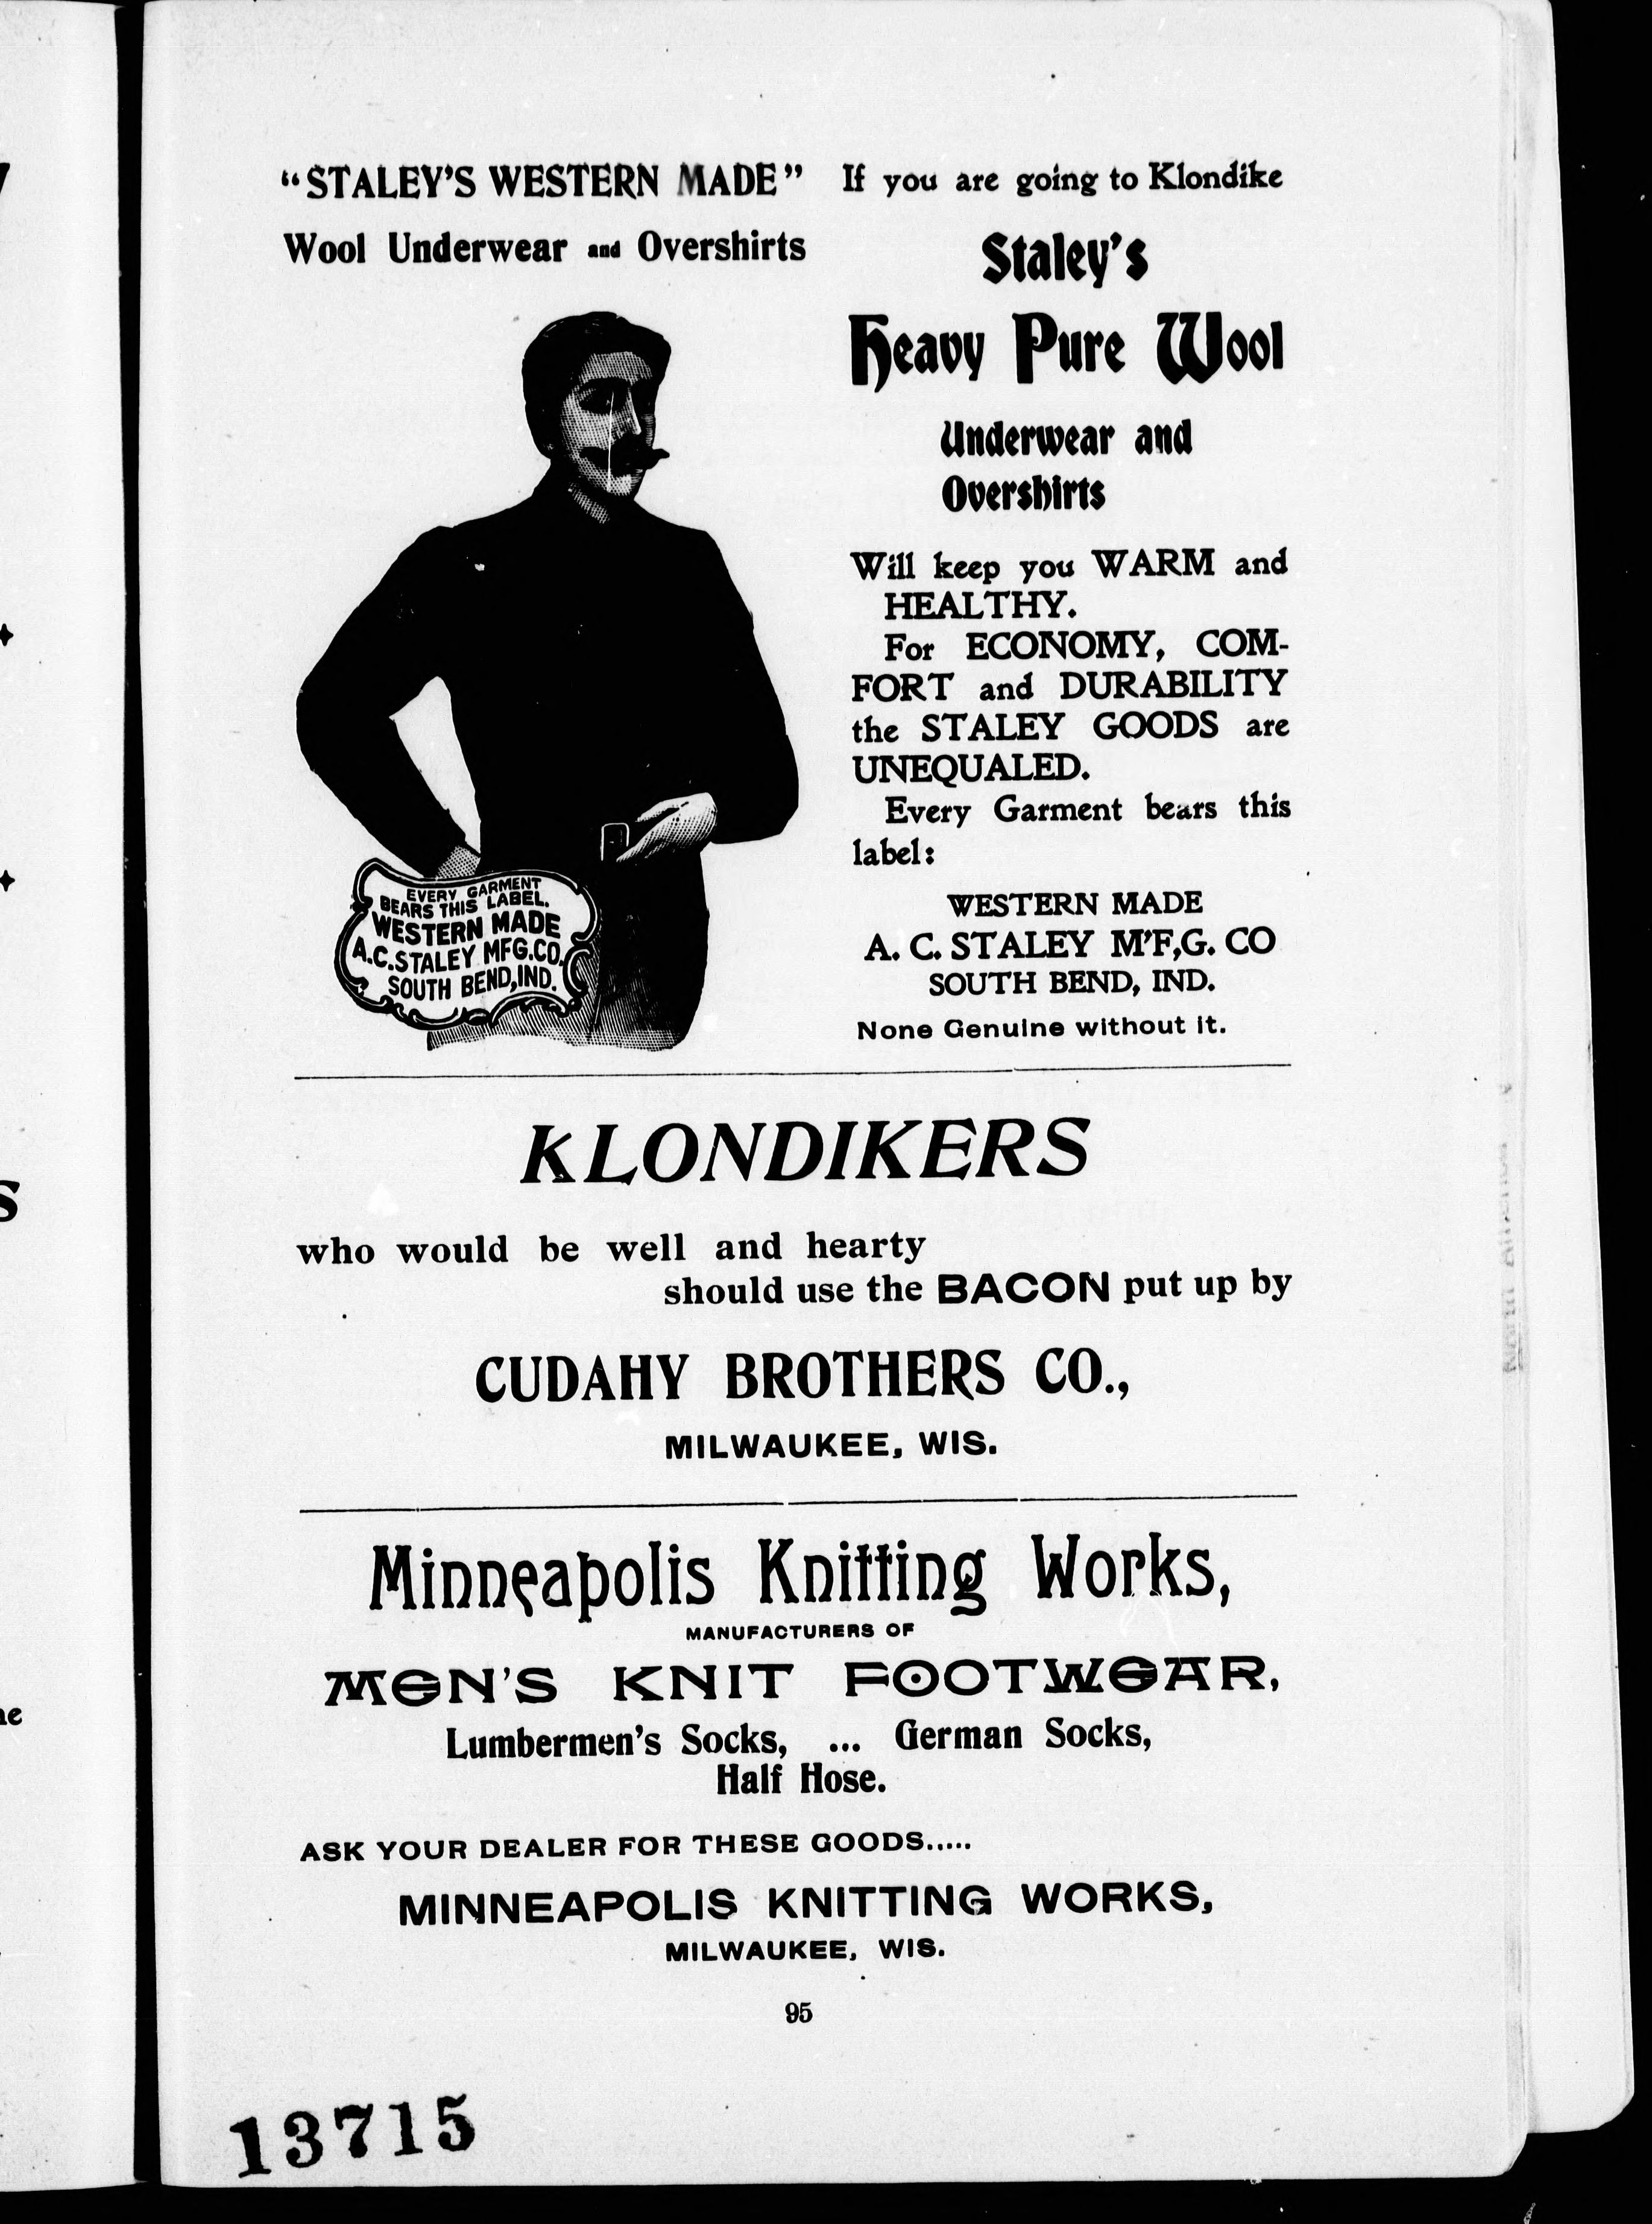 "STALEY'S WESTERN MADE"
Wool Underwear and Overshirts
EVERY GARMENT
BEARS THIS LABEL.
WESTERN MADE
A.C.STALEY MFG.CO.
SOUTH BEND,IND.
If you are going to Klondike
Staley's
Heavy Pure Wool
Underwear and
Overshirts
Will keep you WARM and
HEALTHY.
For ECONOMY, COM-
FORT and DURABILITY
the STALEY GOODS are
UNEQUALED.
Every Garment bears this
label:
WESTERN MADE
A. C. STALEY M'F,G. CO
SOUTH BEND, IND.
None Genuine without it.
KLONDIKERS
who would be well and hearty
should use the BACON put up by
CUDAHY BROTHERS CO.,
MILWAUKEE, WIS.
Minneapolis Knitting Works,
MANUFACTURERS OF
MEN'S KNIT FOOTWEAR,
Lumbermen's Socks, ... German Socks,
Half Hose.
ASK YOUR DEALER FOR THESE GOODS.....
MINNEAPOLIS KNITTING WORKS,
MILWAUKEE, WIS.
95
13715